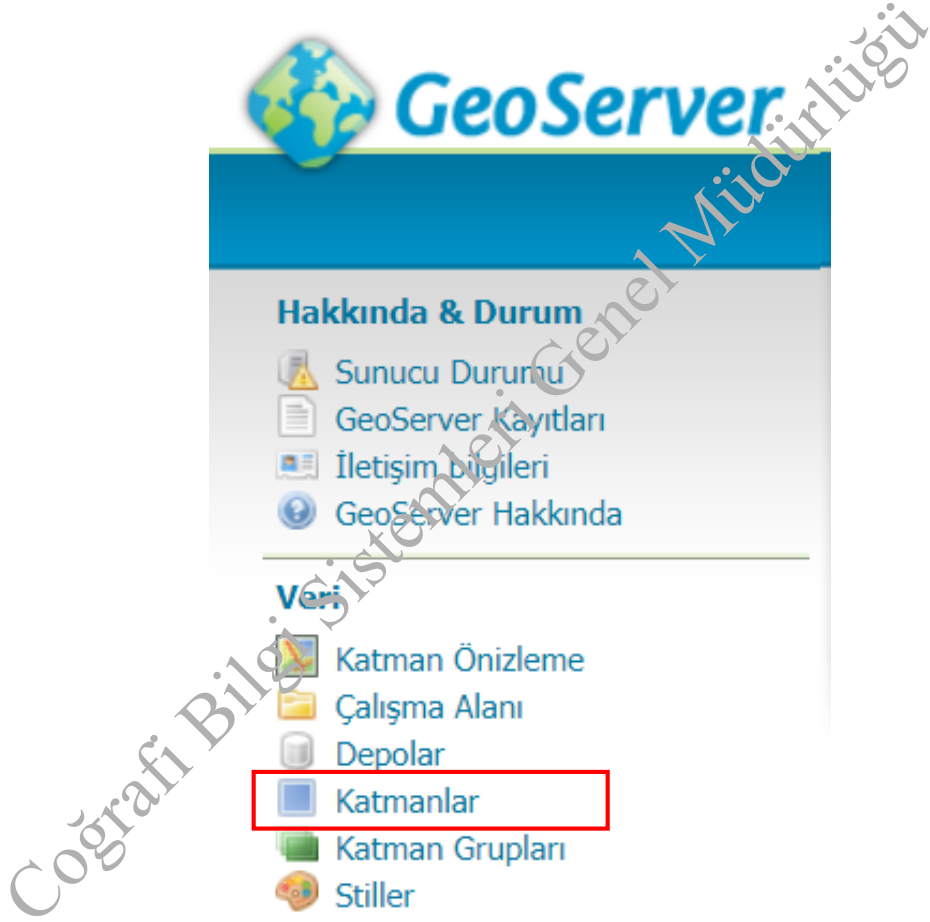 GeoServer
Hakkında & Durum
Sunucu Durumu
GeoServer Kayıtları
İletişim Bilgileri
GeoServer Hakkında
Veri
Katman Önizleme
Çalışma Alanı
Depolar
Katmanlar
Katman Grupları
Stiller
Coğrafi Bilgi Sistemleri Genel Müdürlüğü